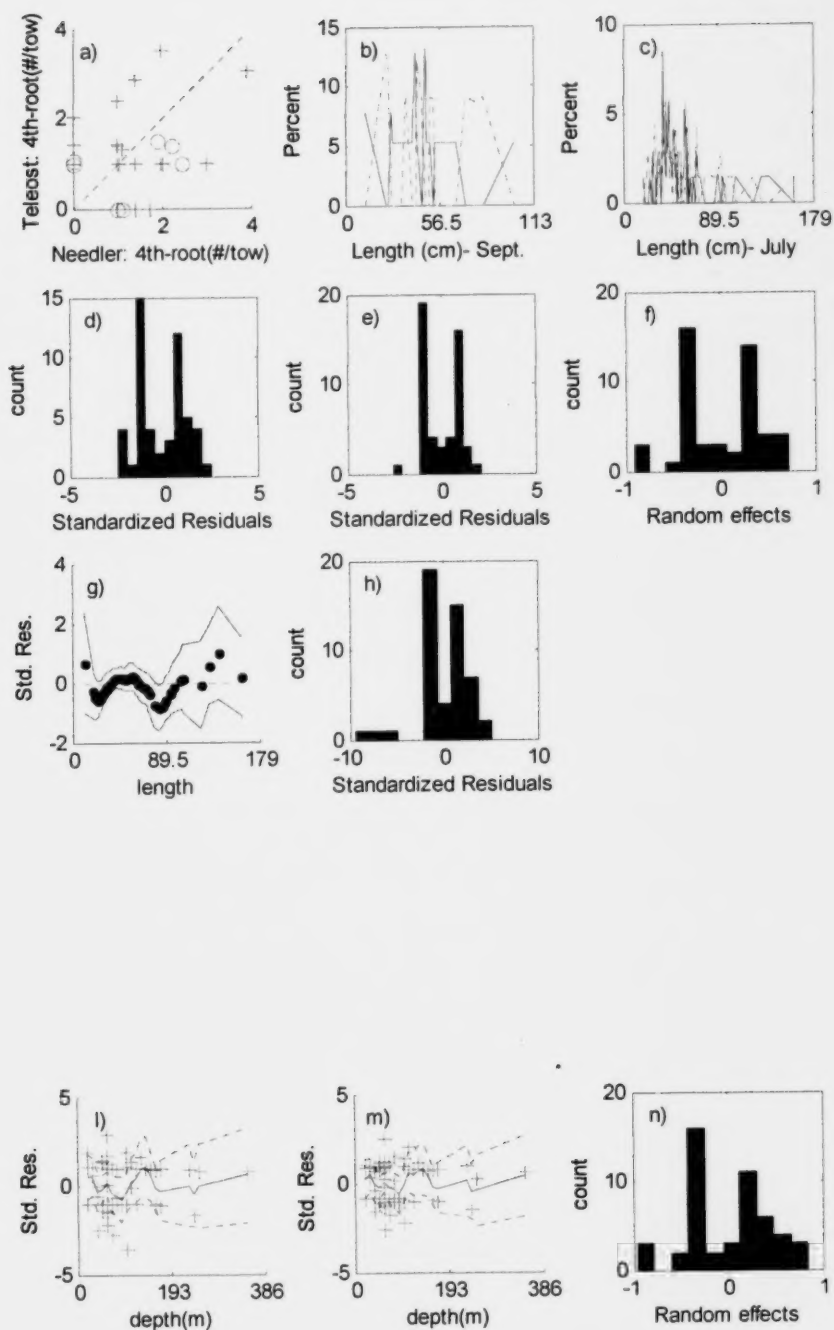 a)
Teleost: 4th-root(#/tow)
4
2
0
0 2 4
Needler: 4th-root(#/tow)
b)
Percent
15
10
5
0
0 56.5 113
Length (cm)- Sept.
c)
Percent
10
5
0
0 89.5 179
Length (cm)- July
d)
count
15
10
5
0
-5 0 5
Standardized Residuals
e)
count
20
10
0
-5 0 5
Standardized Residuals
f)
count
20
10
0
-1 0 1
Random effects
g)
Std. Res.
4
2
0
-2
0 89.5 179
length
h)
count
20
10
0
-10 0 10
Standardized Residuals
l)
Std. Res.
5
0
-5
0 193 386
depth(m)
m)
Std. Res.
5
0
-5
0 193 386
depth(m)
n)
count
20
10
0
-1 0 1
Random effects